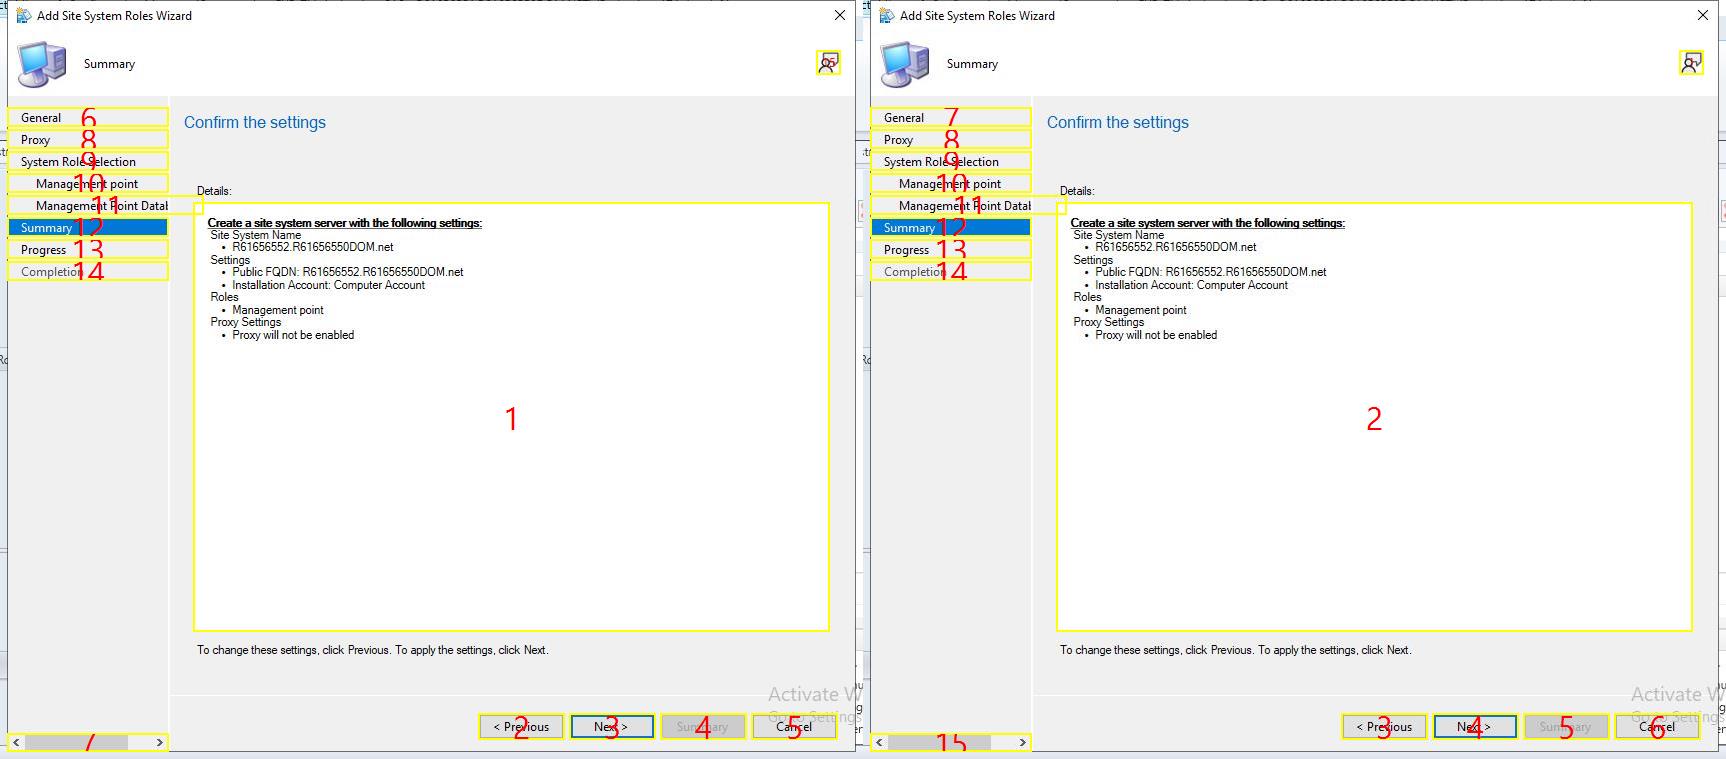 Add Site System Roles Wizard
Summary
15
General 6
Proxy 8
System Role Selection 9
Management point 10
Management Point Datab 11
Summary 12
Progress 13
Completion 14
7
Confirm the settings
Details:
Create a site system server with the following settings:
Site System Name
• R61656552.R61656550DOM.net
Settings
• Public FQDN: R61656552.R61656550DOM.net
• Installation Account: Computer Account
Roles
• Management point
Proxy Settings
• Proxy will not be enabled
1
To change these settings, click Previous. To apply the settings, click Next.
Activate W
Go to Settings
< Previous 2
Next > 3
Summary 4
Cancel 5
Add Site System Roles Wizard
Summary
1
General 7
Proxy 8
System Role Selection 9
Management point 10
Management Point Datab 11
Summary 12
Progress 13
Completion 14
15
Confirm the settings
Details:
Create a site system server with the following settings:
Site System Name
• R61656552.R61656550DOM.net
Settings
• Public FQDN: R61656552.R61656550DOM.net
• Installation Account: Computer Account
Roles
• Management point
Proxy Settings
• Proxy will not be enabled
2
To change these settings, click Previous. To apply the settings, click Next.
Activate W
Go to Settings
< Previous 3
Next > 4
Summary 5
Cancel 6